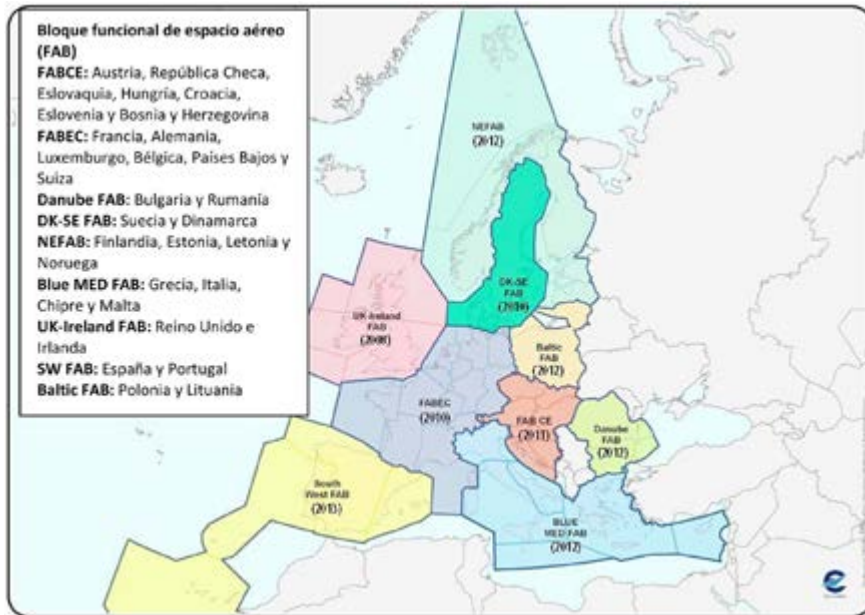 Bloque funcional de espacio aéreo
(FAB)
FABCE: Austria, República Checa,
Eslovaquia, Hungría, Croacia,
Eslovenia y Bosnia y Herzegovina
FABEC: Francia, Alemania,
Luxemburgo, Bélgica, Países Bajos y
Suiza
Danube FAB: Bulgaria y Rumanía
DK-SE FAB: Suecia y Dinamarca
NEFAB: Finlandia, Estonia, Letonia y
Noruega
Blue MED FAB: Grecia, Italia,
Chipre y Malta
UK-Ireland FAB: Reino Unido e
Irlanda
SW FAB: España y Portugal
Baltic FAB: Polonia y Lituania
NEFAB
(2012)
DK-SE
FAB
(2010)
UK-Ireland
FAB
(2008)
Baltic
FAB
(2012)
FABEC
(2010)
FAB CE
(2011)
Danube
FAB
(2012)
South
West FAB
(2013)
BLUE
MED FAB
(2012)